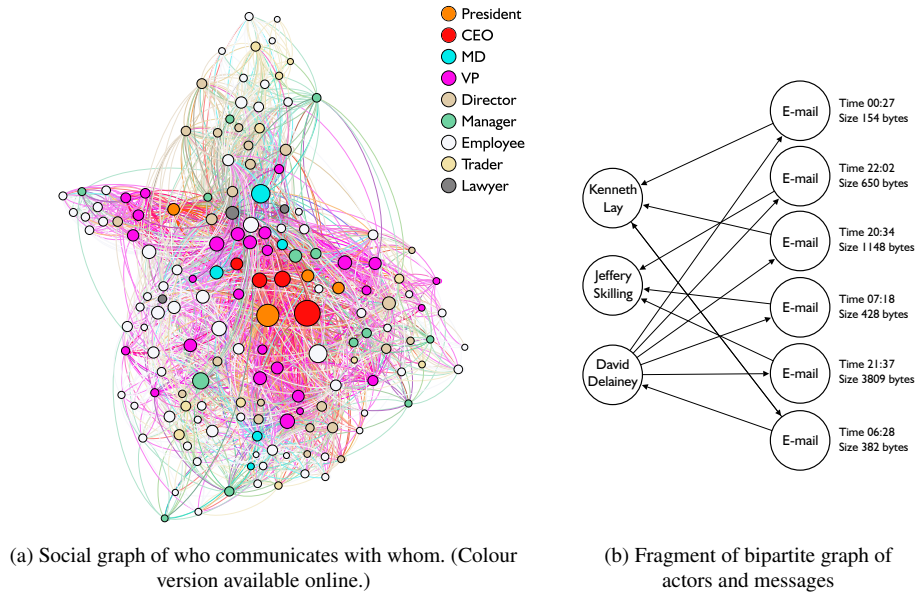 President
CEO
MD
VP
Director
Manager
Employee
Trader
Lawyer
(a) Social graph of who communicates with whom. (Colour
version available online.)
Kenneth
Lay
Jeffery
Skilling
David
Delainey
E-mail
Time 00:27
Size 154 bytes
E-mail
Time 22:02
Size 650 bytes
E-mail
Time 20:34
Size 1148 bytes
E-mail
Time 07:18
Size 428 bytes
E-mail
Time 21:37
Size 3809 bytes
E-mail
Time 06:28
Size 382 bytes
(b) Fragment of bipartite graph of
actors and messages